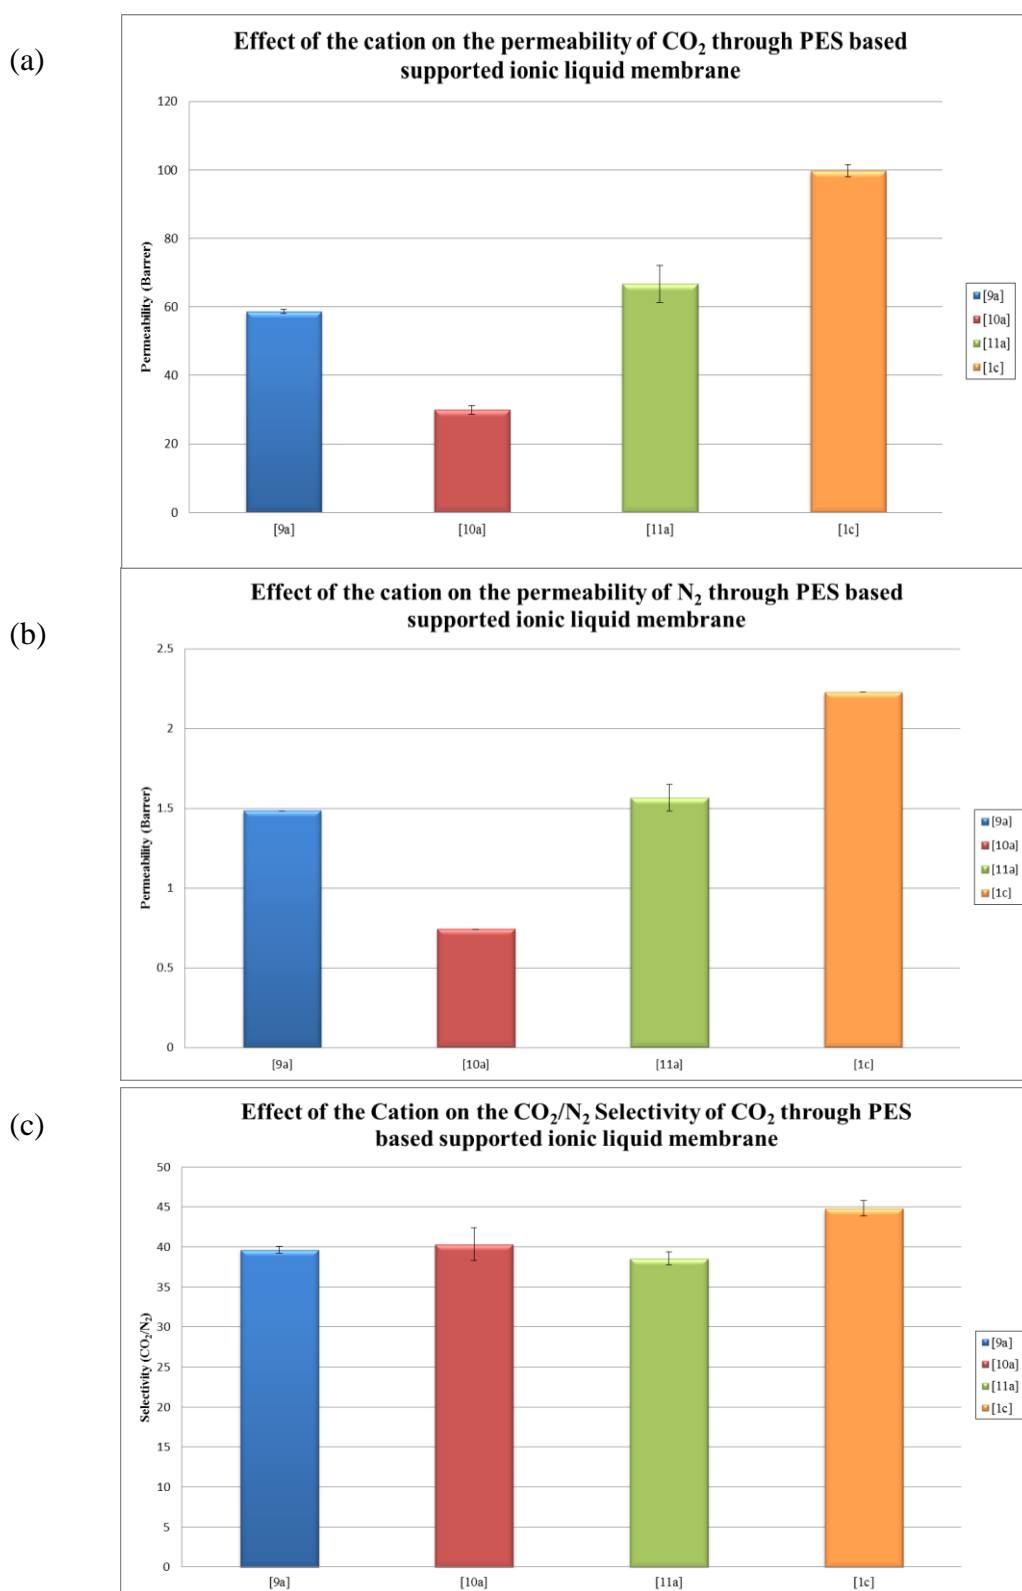 (a)
Effect of the cation on the permeability of CO₂ through PES based
supported ionic liquid membrane
120
100
80
60
40
20
0
Permeability (Barrer)
[9a]
[10a]
[11a]
[1c]
[9a]
[10a]
[11a]
[1c]
(b)
Effect of the cation on the permeability of N₂ through PES based
supported ionic liquid membrane
2.5
2
1.5
1
0.5
0
Permeability (Barrer)
[9a]
[10a]
[11a]
[1c]
[9a]
[10a]
[11a]
[1c]
(c)
Effect of the Cation on the CO₂/N₂ Selectivity of CO₂ through PES
based supported ionic liquid membrane
50
45
40
35
30
25
20
15
10
5
0
Selectivity (CO₂/N₂)
[9a]
[10a]
[11a]
[1c]
[9a]
[10a]
[11a]
[1c]